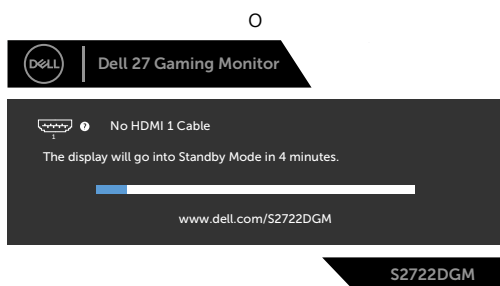 O
DELL
Dell 27 Gaming Monitor
? No HDMI 1 Cable
1
The display will go into Standby Mode in 4 minutes.
www.dell.com/S2722DGM
S2722DGM